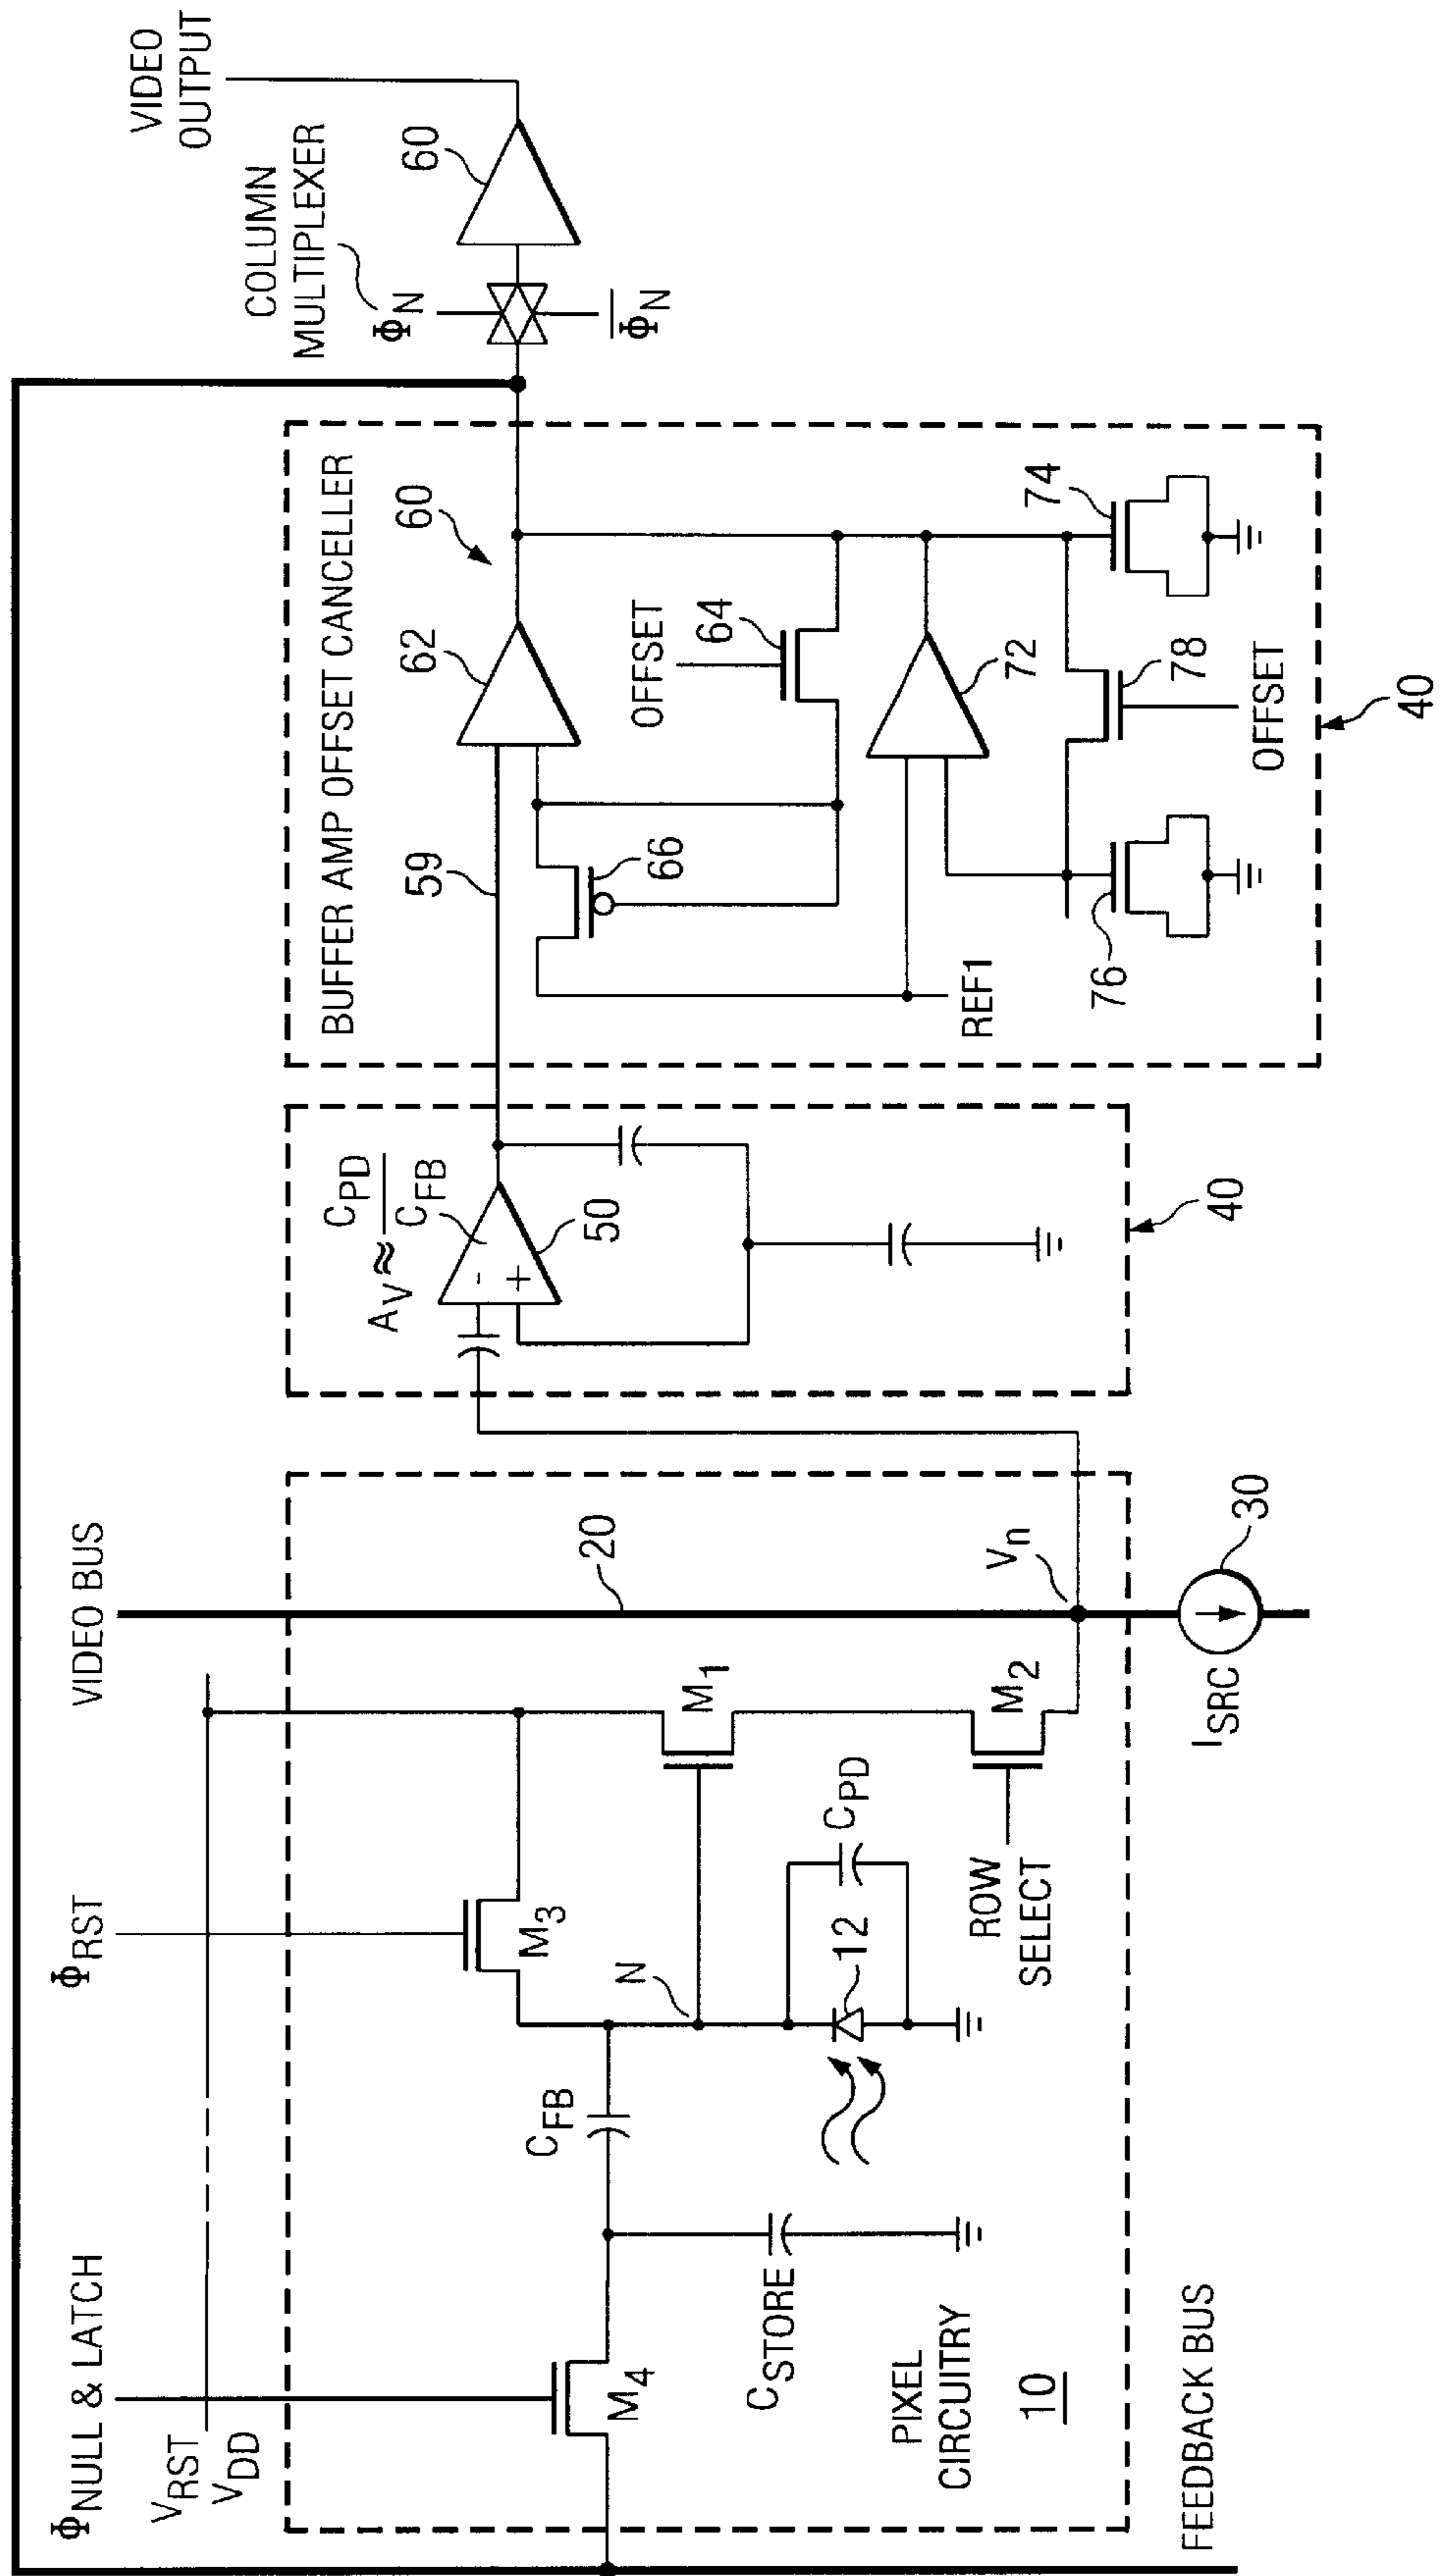 VIDEO
OUTPUT
COLUMN
MULTIPLEXER
Φ_N
Φ̅_N
60
BUFFER AMP OFFSET CANCELLER
60
62
59
66
OFFSET
64
72
REF1
74
76
78
OFFSET
40
A_V ≈ C_PD / C_FB
-
+
50
40
VIDEO BUS
20
V_n
30
I_SRC
Φ_RST
M_1
M_2
M_3
N
C_PD
12
ROW
SELECT
C_FB
Φ_NULL & LATCH
V_RST
V_DD
M_4
C_STORE
PIXEL
CIRCUITRY
10
FEEDBACK BUS